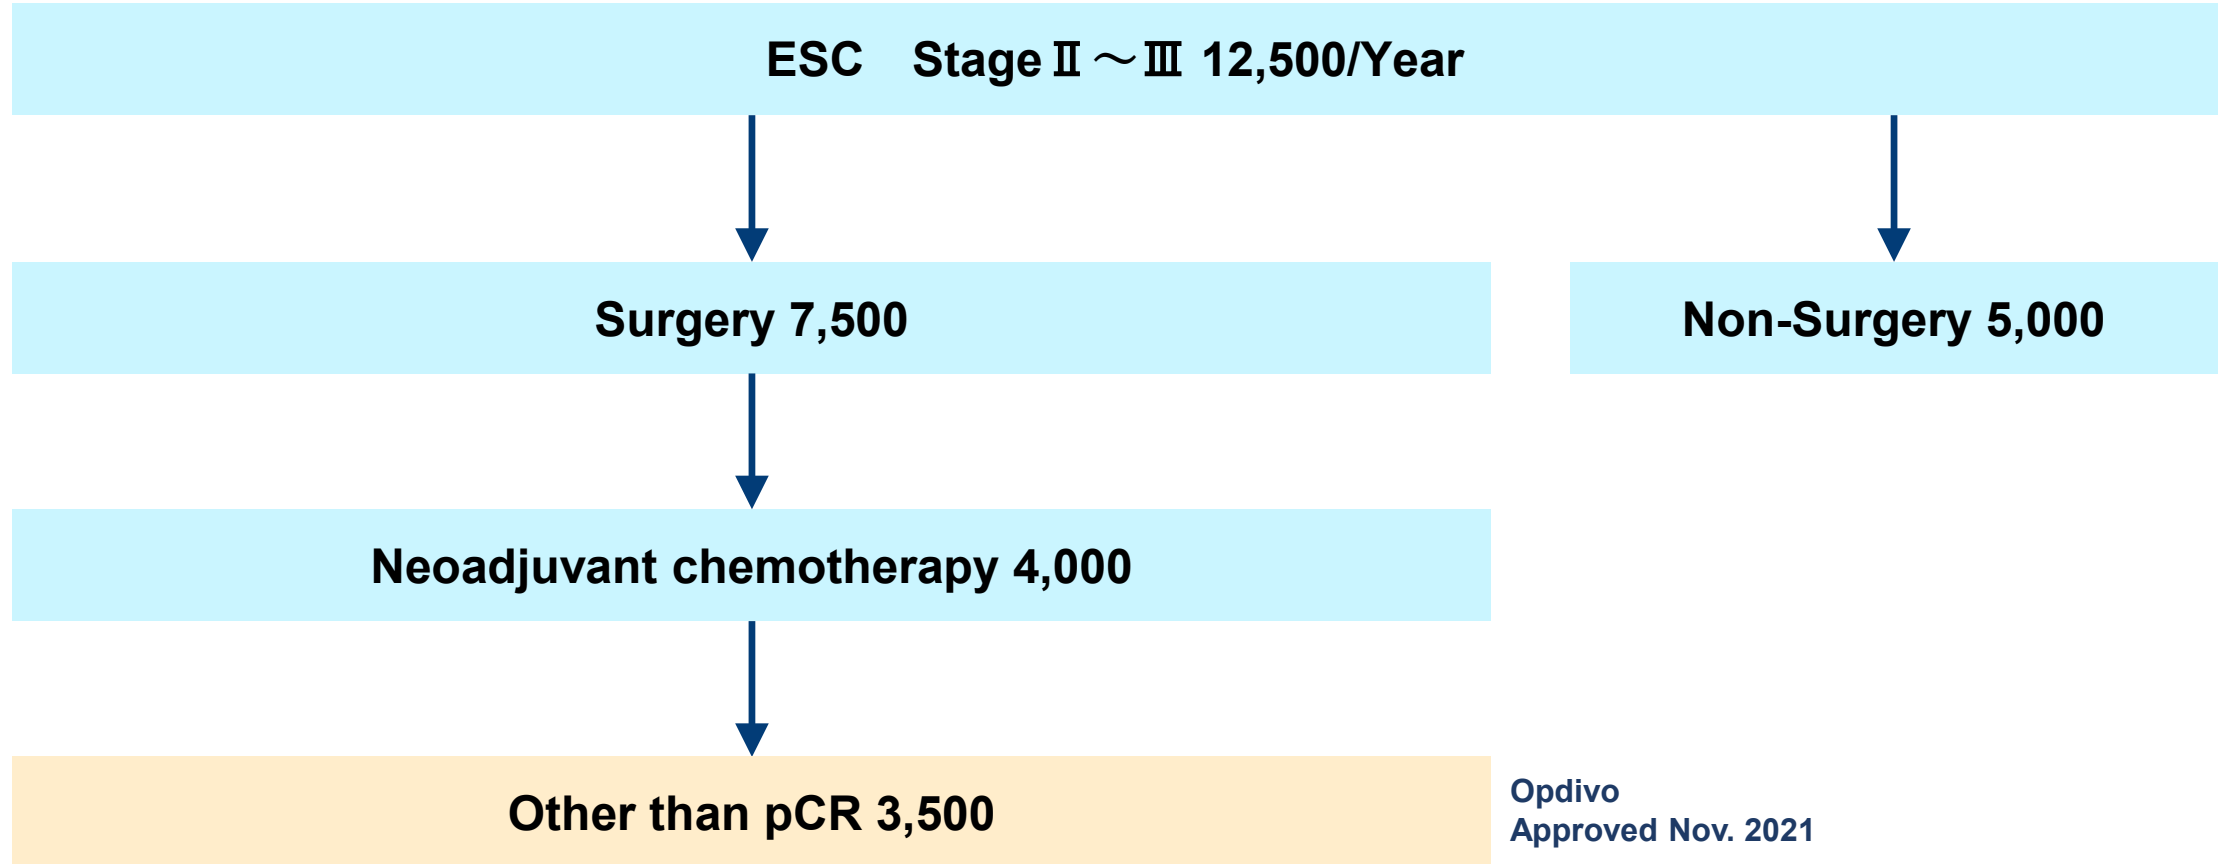 ESC　Stage Ⅱ～Ⅲ 12,500/Year
Surgery 7,500
Non-Surgery 5,000
Neoadjuvant chemotherapy 4,000
Other than pCR 3,500
Opdivo
Approved Nov. 2021